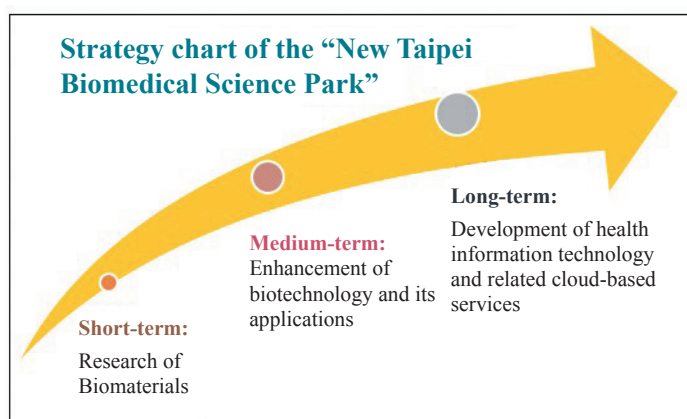 Strategy chart of the “New Taipei
Biomedical Science Park”
Short-term:
Research of
Biomaterials
Medium-term:
Enhancement of
biotechnology and its
applications
Long-term:
Development of health
information technology
and related cloud-based
services